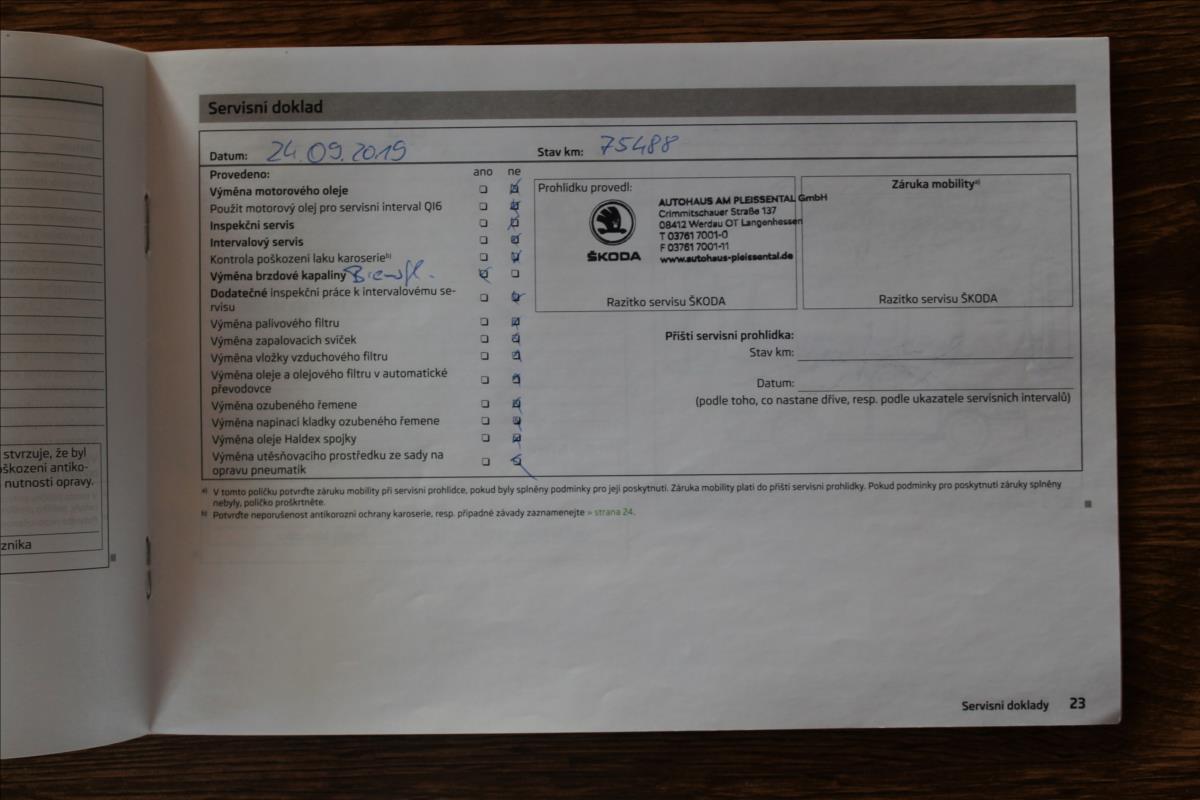 Servisní doklad
Datum: 24.09.2019
Stav km: 75488
Provedeno: ano ne
Výměna motorového oleje
Použit motorový olej pro servisní interval QI6
Inspekční servis
Intervalový servis
Kontrola poškození laku karoserieᵇ⁾
Výměna brzdové kapaliny
Dodatečné inspekční práce k intervalovému se-
rvisu
Výměna palivového filtru
Výměna zapalovacích svíček
Výměna vložky vzduchového filtru
Výměna oleje a olejového filtru v automatické
převodovce
Výměna ozubeného řemene
Výměna napínací kladky ozubeného řemene
Výměna oleje Haldex spojky
Výměna utěsňovacího prostředku ze sady na
opravu pneumatik
Prohlídku provedl:
AUTOHAUS AM PLEISSENTAL GmbH
Crimmitschauer Straße 137
08412 Werdau OT Langenhessen
T 03761 7001-0
F 03761 7001-11
www.autohaus-pleissental.de
ŠKODA
Razítko servisu ŠKODA
Záruka mobilityᵃ⁾
Razítko servisu ŠKODA
Příští servisní prohlídka:
Stav km:
Datum:
(podle toho, co nastane dříve, resp. podle ukazatele servisních intervalů)
ᵃ⁾ V tomto políčku potvrďte záruku mobility při servisní prohlídce, pokud byly splněny podmínky pro její poskytnutí. Záruka mobility platí do příští servisní prohlídky. Pokud podmínky pro poskytnutí záruky splněny
nebyly, políčko proškrtněte.
ᵇ⁾ Potvrďte neporušenost antikorozní ochrany karoserie, resp. případné závady zaznamenejte » strana 24.
stvrzuje, že byl
oškození antiko-
nutnosti opravy.
zníka
Servisní doklady 23